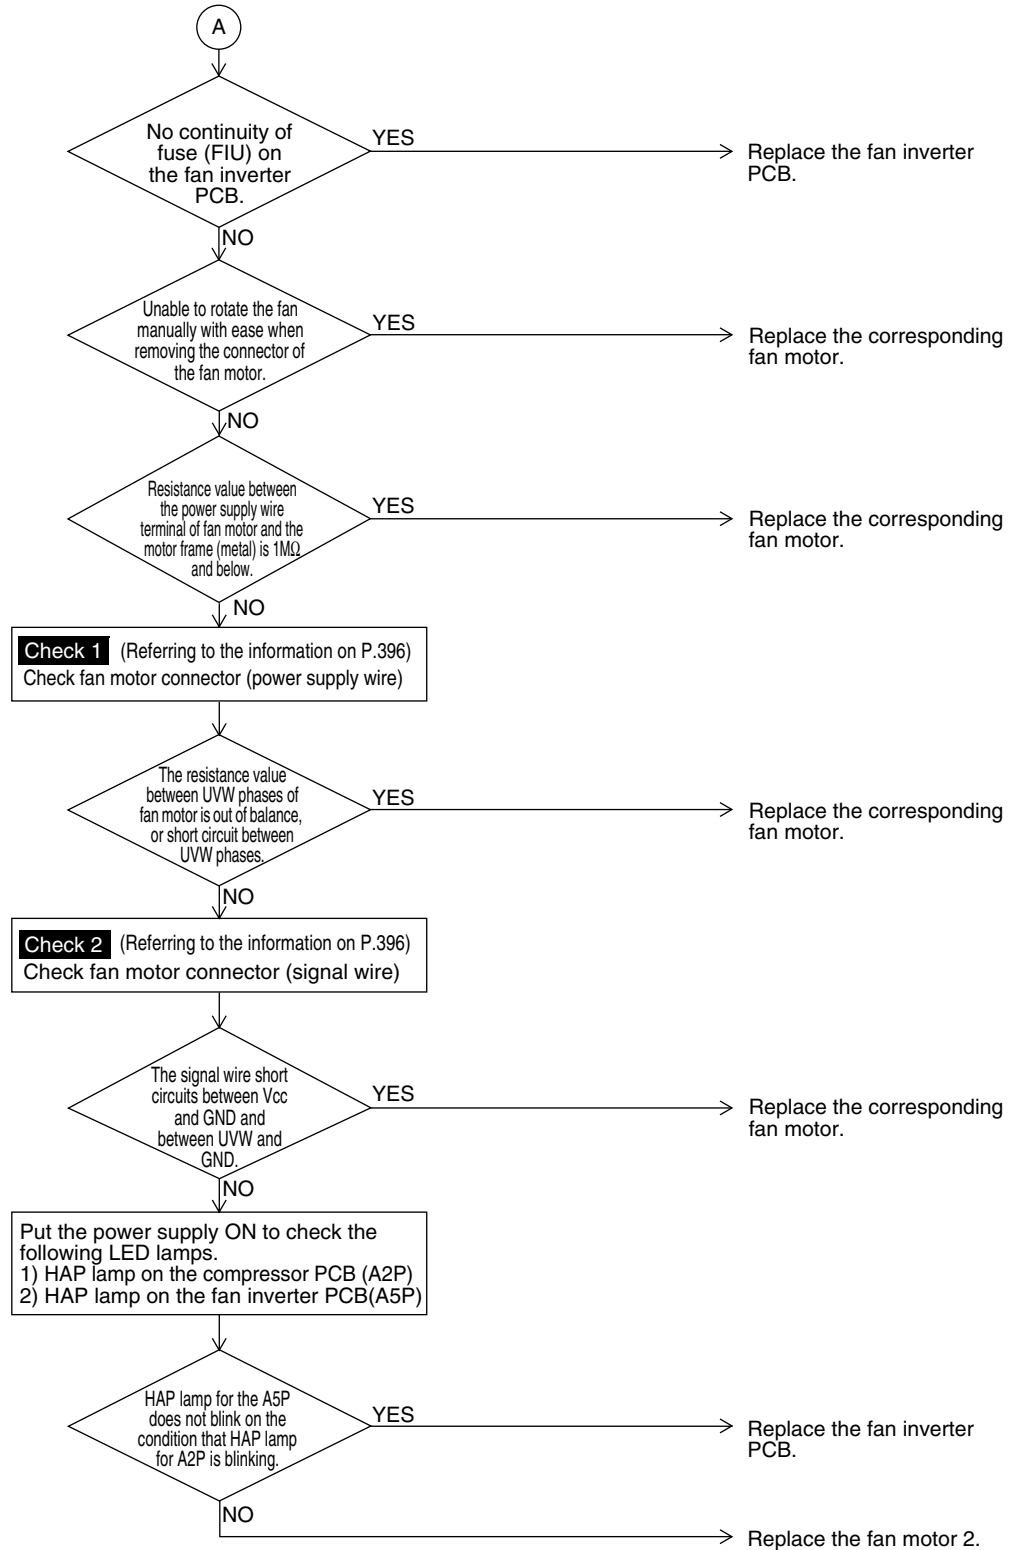 A
No continuity of
fuse (FIU) on
the fan inverter
PCB.
YES
Replace the fan inverter
PCB.
NO
Unable to rotate the fan
manually with ease when
removing the connector of
the fan motor.
YES
Replace the corresponding
fan motor.
NO
Resistance value between
the power supply wire
terminal of fan motor and the
motor frame (metal) is 1MΩ
and below.
YES
Replace the corresponding
fan motor.
NO
Check 1 (Referring to the information on P.396)
Check fan motor connector (power supply wire)
The resistance value
between UVW phases of
fan motor is out of balance,
or short circuit between
UVW phases.
YES
Replace the corresponding
fan motor.
NO
Check 2 (Referring to the information on P.396)
Check fan motor connector (signal wire)
The signal wire short
circuits between Vcc
and GND and
between UVW and
GND.
YES
Replace the corresponding
fan motor.
NO
Put the power supply ON to check the
following LED lamps.
1) HAP lamp on the compressor PCB (A2P)
2) HAP lamp on the fan inverter PCB(A5P)
HAP lamp for the A5P
does not blink on the
condition that HAP lamp
for A2P is blinking.
YES
Replace the fan inverter
PCB.
NO
Replace the fan motor 2.